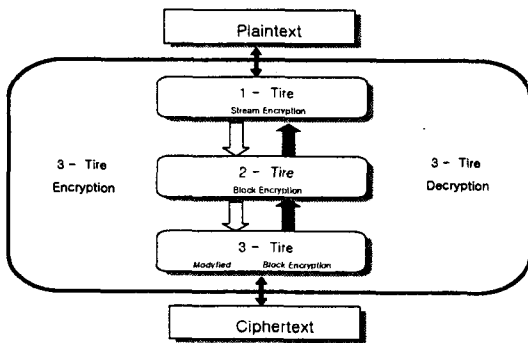 Plaintext
1 - Tire
Stream Encryption
3 - Tire
Encryption
2 - Tire
Block Encryption
3 - Tire
Decryption
3 - Tire
Modyfied Block Encryption
Ciphertext